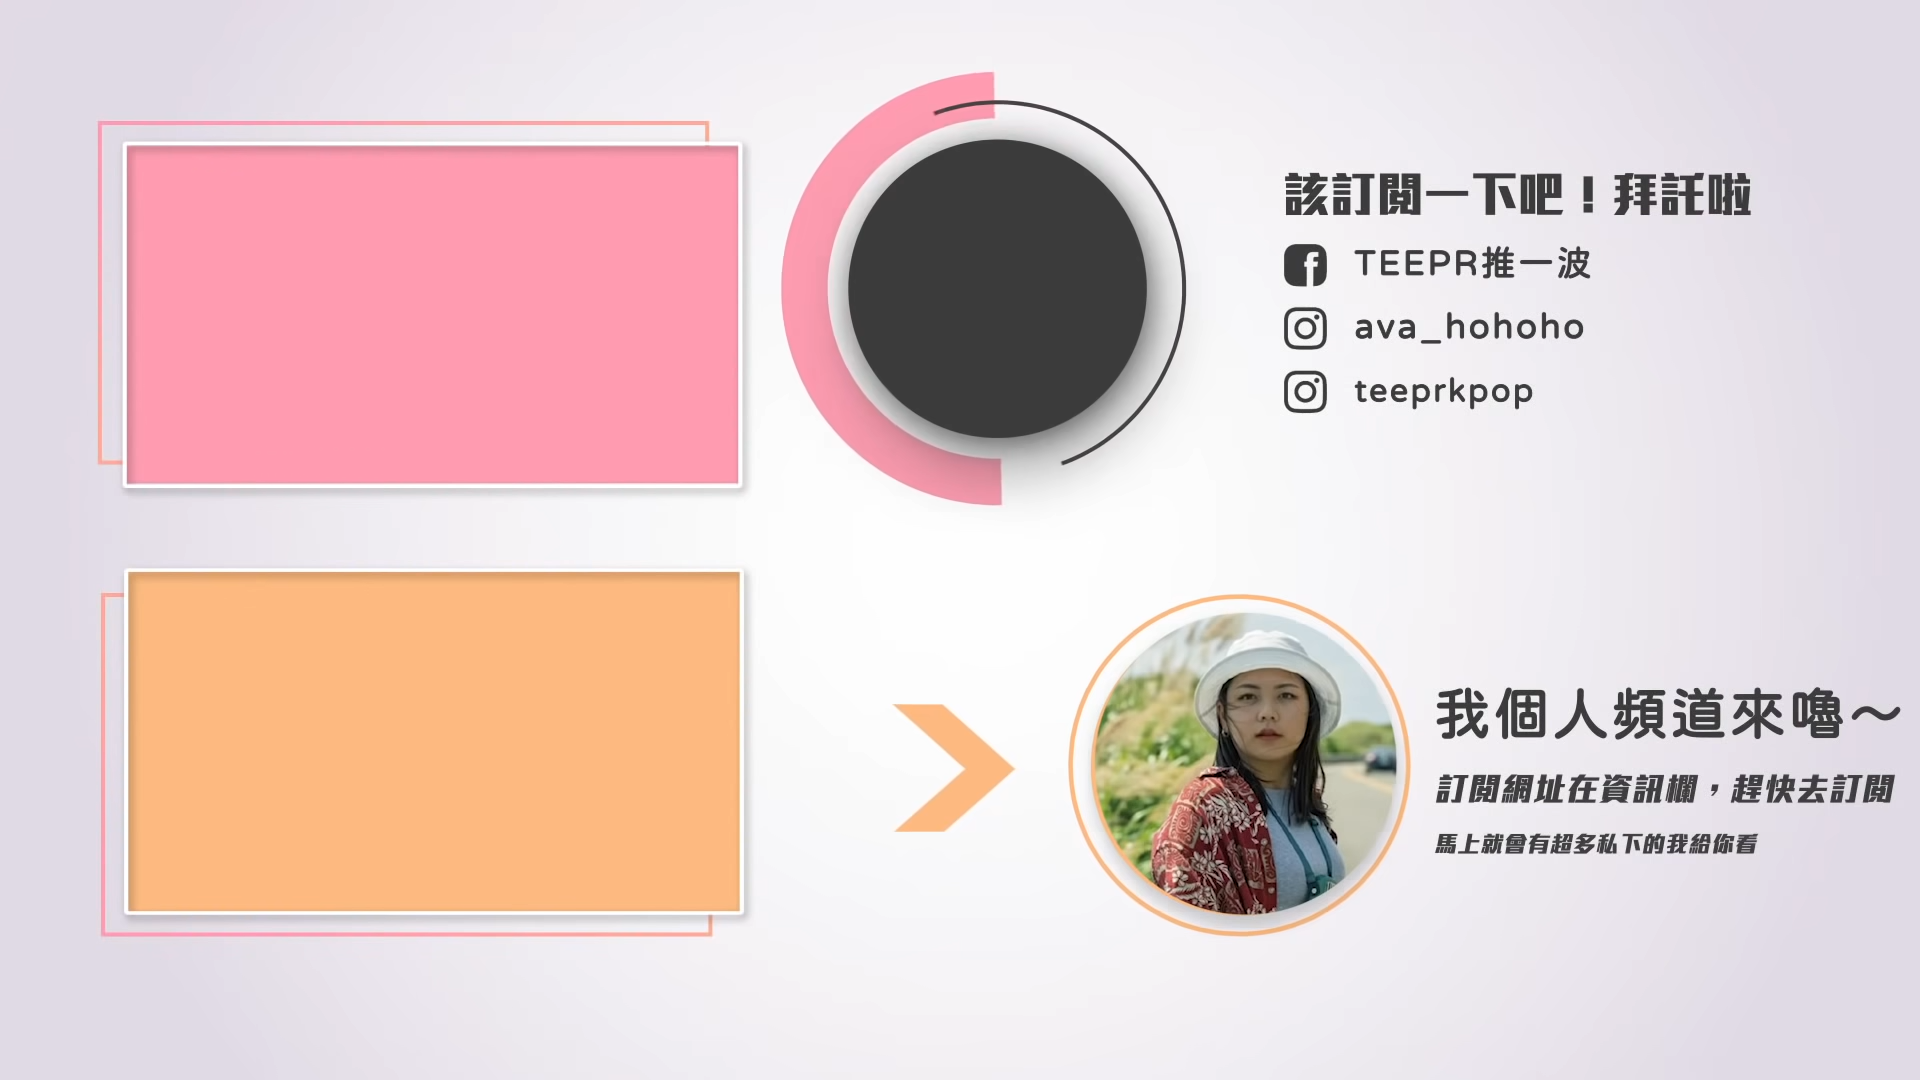 該訂閱一下吧！拜託啦
TEEPR推一波
ava_hohoho
teeprkpop
我個人頻道來嚕～
訂閱網址在資訊欄，趕快去訂閱
馬上就會有超多私下的我給你看